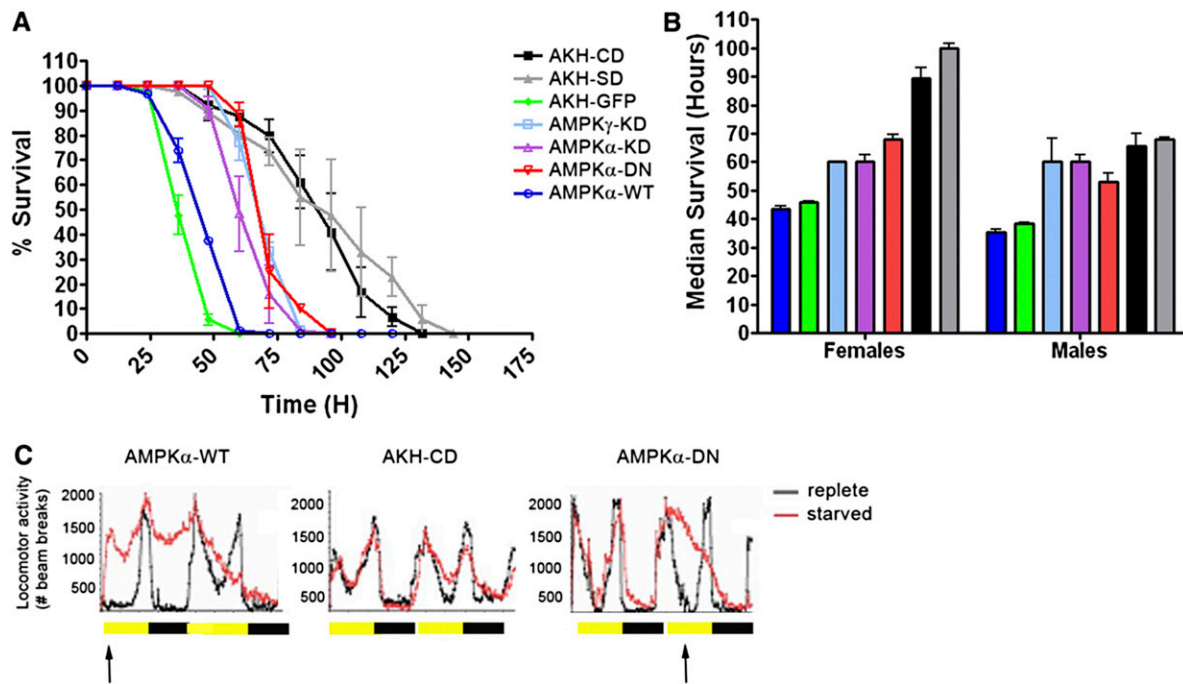 A
110
100
90
80
70
60
50
40
30
20
10
0
% Survival
0
25
50
75
100
125
150
175
Time (H)
AKH-CD
AKH-SD
AKH-GFP
AMPKγ-KD
AMPKα-KD
AMPKα-DN
AMPKα-WT
B
110
100
90
80
70
60
50
40
30
20
10
0
Median Survival (Hours)
Females
Males
C
Locomotor activity
(# beam breaks)
AMPKα-WT
2000
1500
1000
500
AKH-CD
2000
1500
1000
500
AMPKα-DN
2000
1500
1000
500
replete
starved